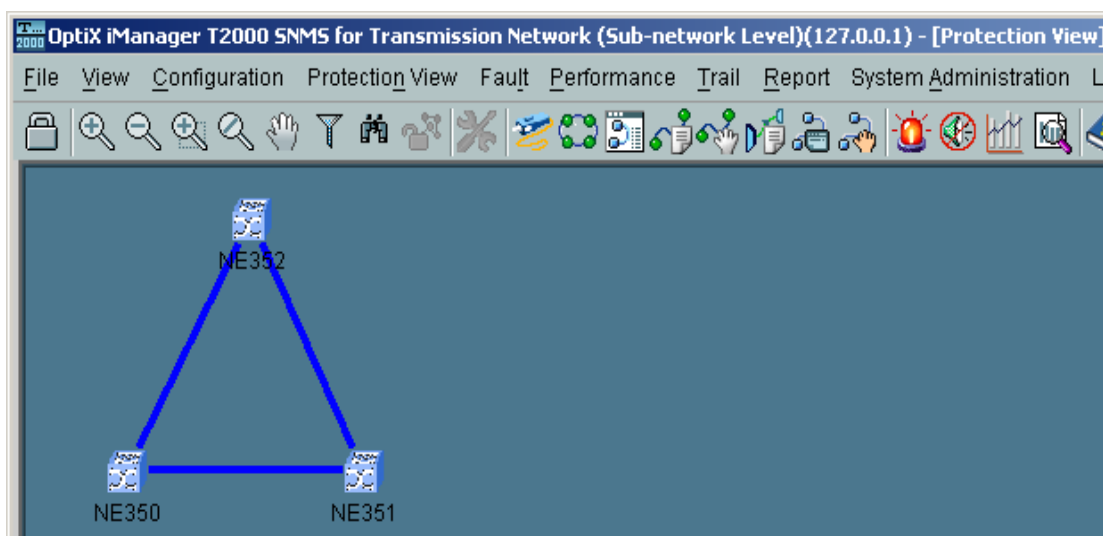 T...
2000 OptiX iManager T2000 SNMS for Transmission Network (Sub-network Level)(127.0.0.1) - [Protection View]
File View Configuration Protection View Fault Performance Trail Report System Administration L
NE352
NE350 NE351